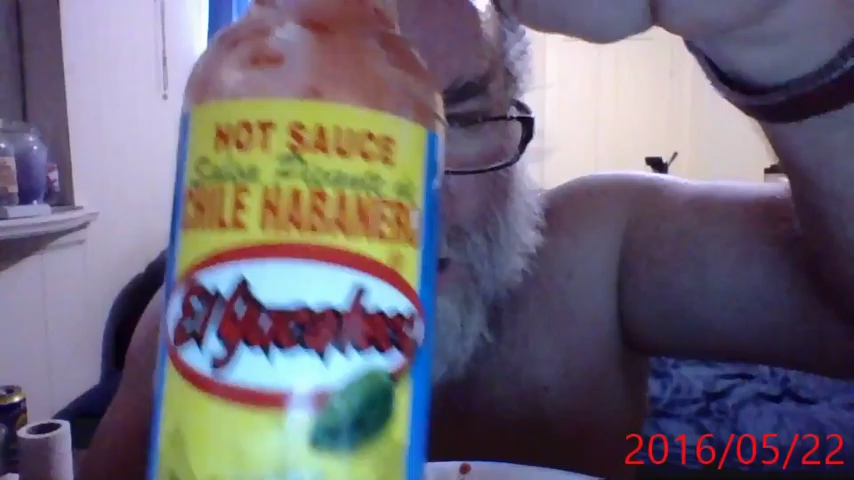 HOT SAUCE
Salsa Picante de
CHILE HABANERO
El Yucateco
2016/05/22